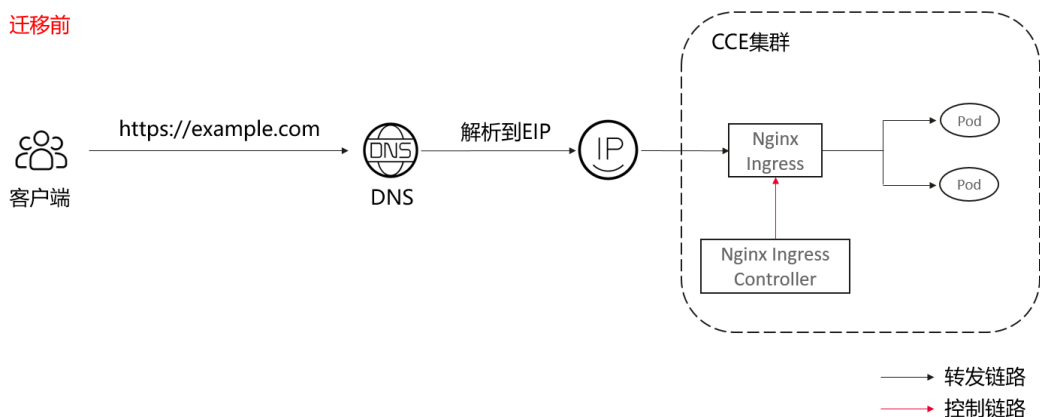 迁移前
CCE集群
https://example.com
解析到EIP
DNS
IP
Nginx
Ingress
Pod
Pod
客户端
DNS
Nginx Ingress
Controller
转发链路
控制链路